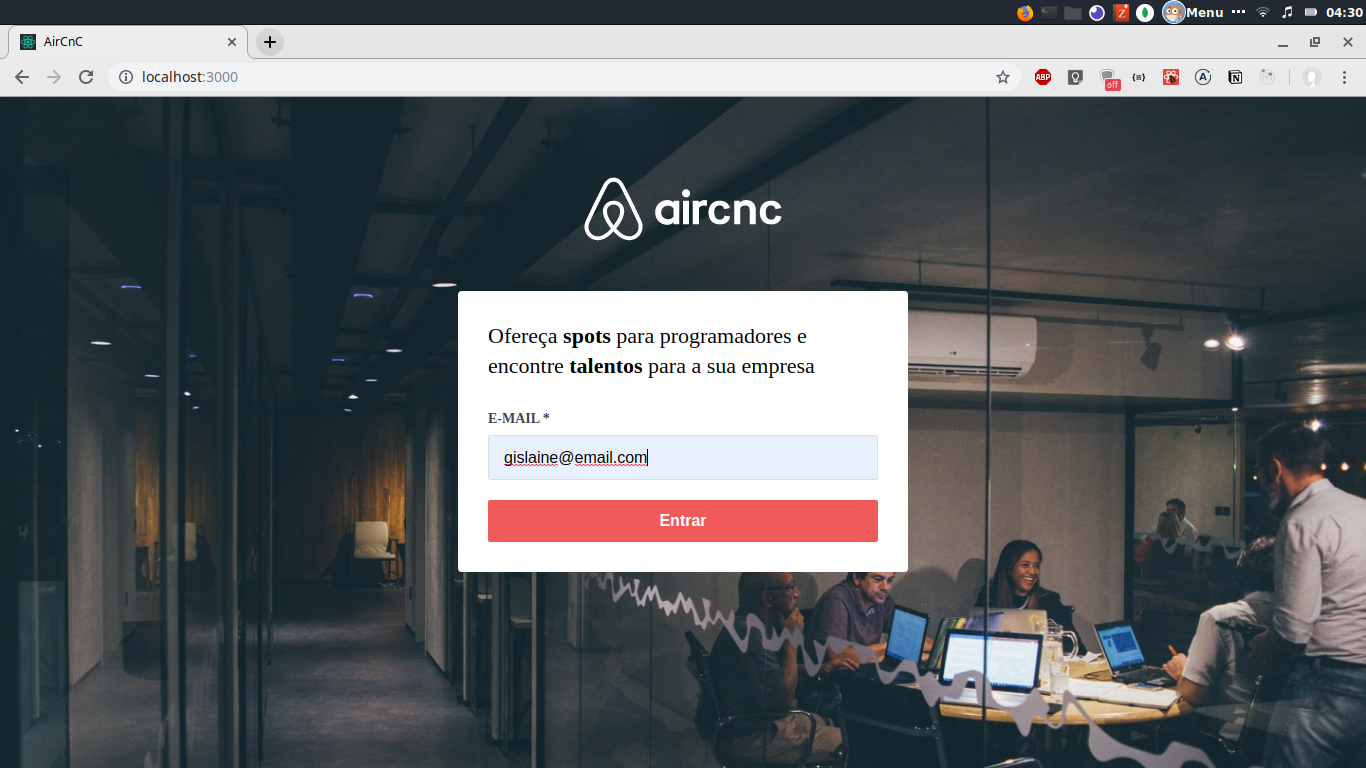 Menu
04:30
AirCnC
localhost:3000
ABP
off
aircnc
Ofereça spots para programadores e
encontre talentos para a sua empresa
E-MAIL *
gislaine@email.com
Entrar